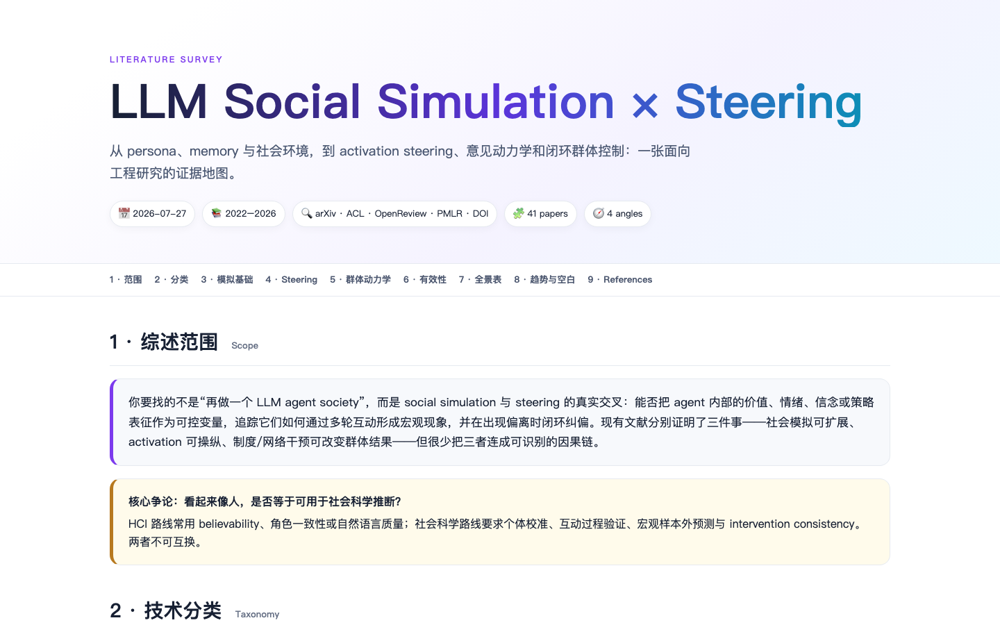 LITERATURE SURVEY
LLM Social Simulation × Steering
从 persona、memory 与社会环境，到 activation steering、意见动力学和闭环群体控制：一张面向
工程研究的证据地图。
📅 2026-07-27 📚 2022—2026 🔍 arXiv · ACL · OpenReview · PMLR · DOI 🧩 41 papers 🧭 4 angles
1 · 范围 2 · 分类 3 · 模拟基础 4 · Steering 5 · 群体动力学 6 · 有效性 7 · 全景表 8 · 趋势与空白 9 · References
1 · 综述范围 Scope
你要找的不是“再做一个 LLM agent society”，而是 social simulation 与 steering 的真实交叉：能否把 agent 内部的价值、情绪、信念或策略
表征作为可控变量，追踪它们如何通过多轮互动形成宏观现象，并在出现偏离时闭环纠偏。现有文献分别证明了三件事——社会模拟可扩展、
activation 可操纵、制度/网络干预可改变群体结果——但很少把三者连成可识别的因果链。
核心争论：看起来像人，是否等于可用于社会科学推断？
HCI 路线常用 believability、角色一致性或自然语言质量；社会科学路线要求个体校准、互动过程验证、宏观样本外预测与 intervention consistency。
两者不可互换。
2 · 技术分类 Taxonomy